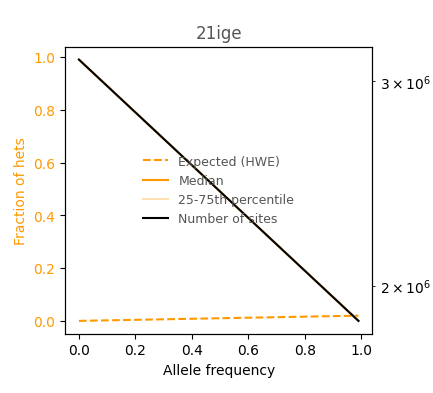 21ige
1.0
0.8
0.6
0.4
0.2
0.0
Fraction of hets
3 × 10⁶
2 × 10⁶
Expected (HWE)
Median
25-75th percentile
Number of sites
0.0 0.2 0.4 0.6 0.8 1.0
Allele frequency